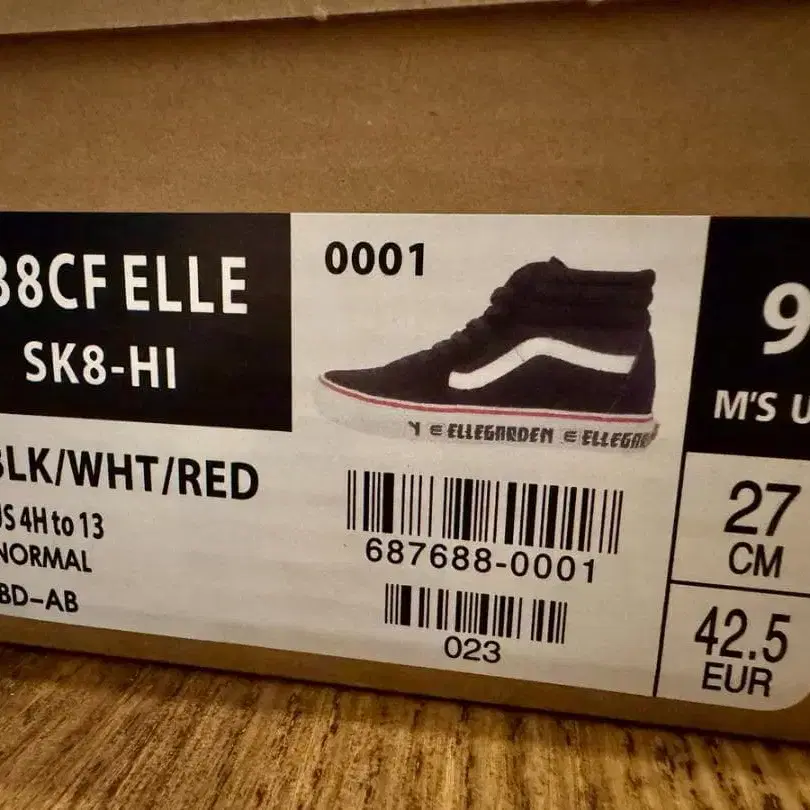 38CF ELLE
SK8-HI
BLK/WHT/RED
US 4H to 13
NORMAL
BD-AB
0001
ELLEGARDEN ELLEGAR
687688-0001
023
9
M'S U
27
CM
42.5
EUR